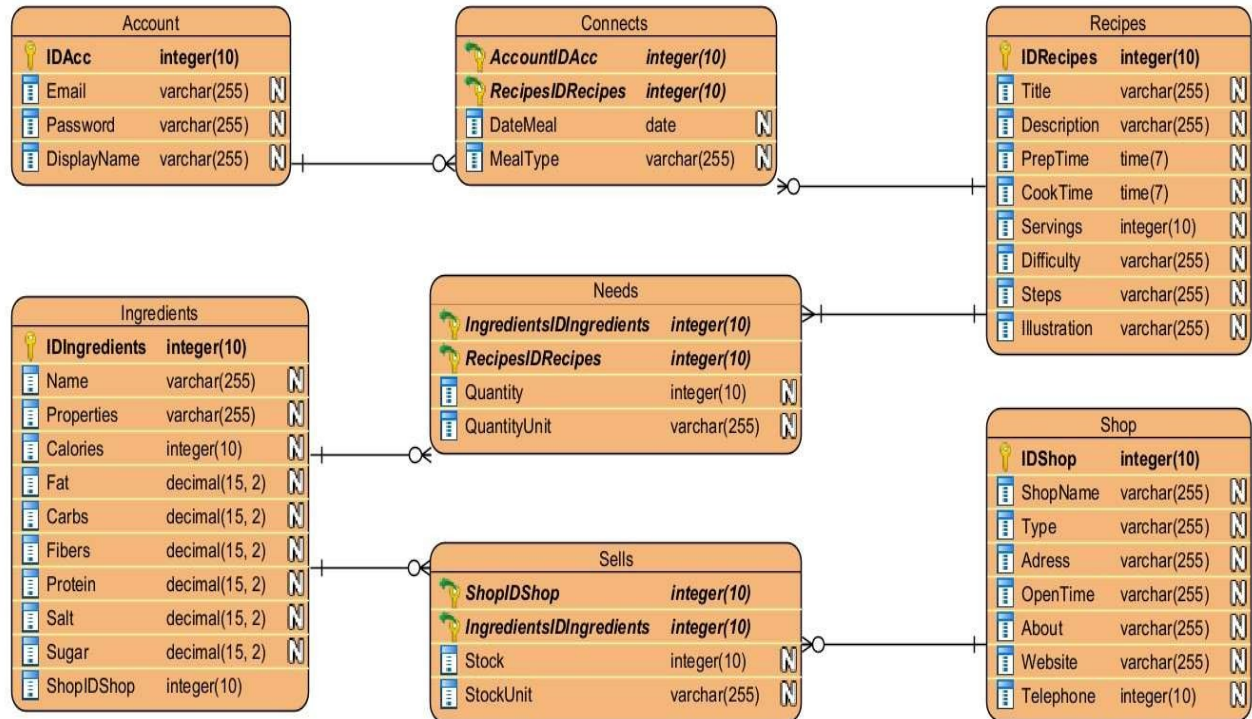 Account
IDAcc integer(10)
Email varchar(255) N
Password varchar(255) N
DisplayName varchar(255) N
Connects
AccountIDAcc integer(10)
RecipesIDRecipes integer(10)
DateMeal date N
MealType varchar(255) N
Recipes
IDRecipes integer(10)
Title varchar(255) N
Description varchar(255) N
PrepTime time(7) N
CookTime time(7) N
Servings integer(10) N
Difficulty varchar(255) N
Steps varchar(255) N
Illustration varchar(255) N
Ingredients
IDIngredients integer(10)
Name varchar(255) N
Properties varchar(255) N
Calories integer(10) N
Fat decimal(15, 2) N
Carbs decimal(15, 2) N
Fibers decimal(15, 2) N
Protein decimal(15, 2) N
Salt decimal(15, 2) N
Sugar decimal(15, 2) N
ShopIDShop integer(10)
Needs
IngredientsIDIngredients integer(10)
RecipesIDRecipes integer(10)
Quantity integer(10) N
QuantityUnit varchar(255) N
Sells
ShopIDShop integer(10)
IngredientsIDIngredients integer(10)
Stock integer(10) N
StockUnit varchar(255) N
Shop
IDShop integer(10)
ShopName varchar(255) N
Type varchar(255) N
Adress varchar(255) N
OpenTime varchar(255) N
About varchar(255) N
Website varchar(255) N
Telephone integer(10) N